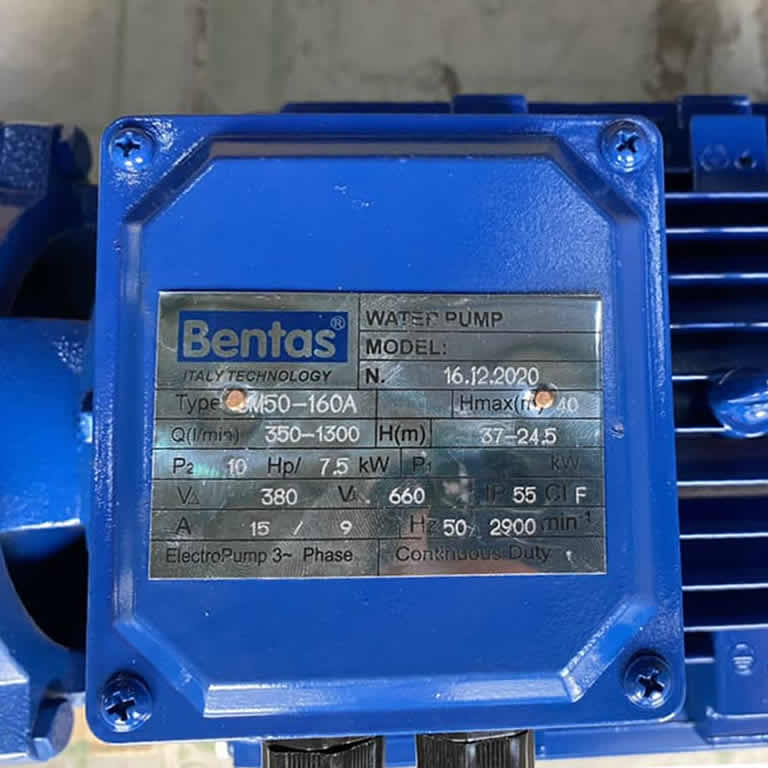 Bentas®
ITALY TECHNOLOGY
WATER PUMP
MODEL:
N. 16.12.2020
Type M50-160A Hmax(m) 40
Q(l/min) 350-1300 H(m) 37-24.5
P2 10 Hp/ 7.5 kW P1 kW
V△ 380 V 660 IP 55 Cl F
A 15 / 9 Hz 50 2900 min-1
ElectroPump 3~ Phase Continuous Duty